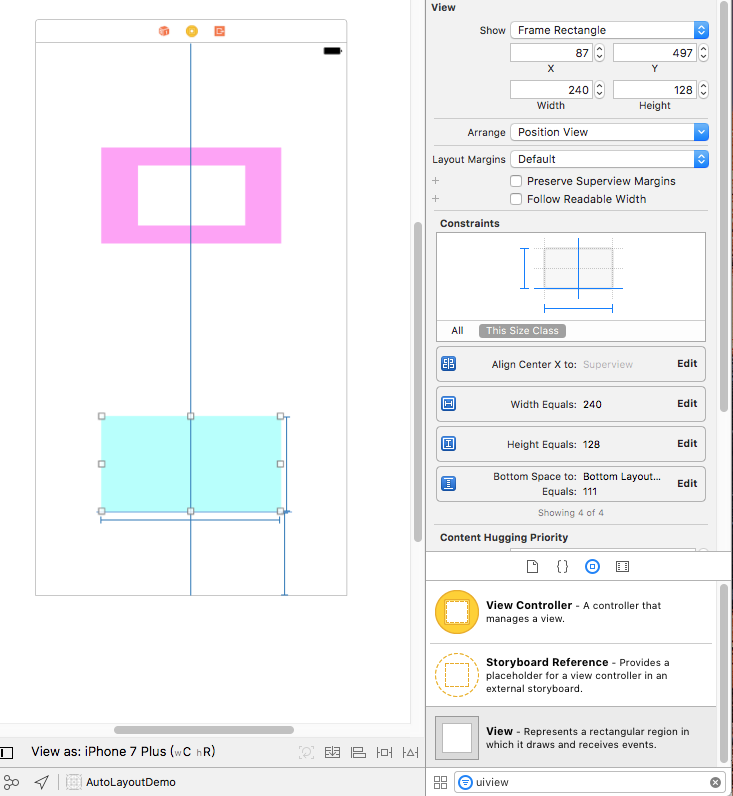 View
Show Frame Rectangle
87 497
X Y
240 128
Width Height
Arrange Position View
Layout Margins Default
+ Preserve Superview Margins
+ Follow Readable Width
Constraints
All This Size Class
Align Center X to: Superview Edit
Width Equals: 240 Edit
Height Equals: 128 Edit
Bottom Space to: Bottom Layout... Edit
Equals: 111
Showing 4 of 4
Content Hugging Priority
{}
View Controller - A controller that
manages a view.
Storyboard Reference - Provides a
placeholder for a view controller in an
external storyboard.
View - Represents a rectangular region in
which it draws and receives events.
View as: iPhone 7 Plus (wC hR)
AutoLayoutDemo
uiview